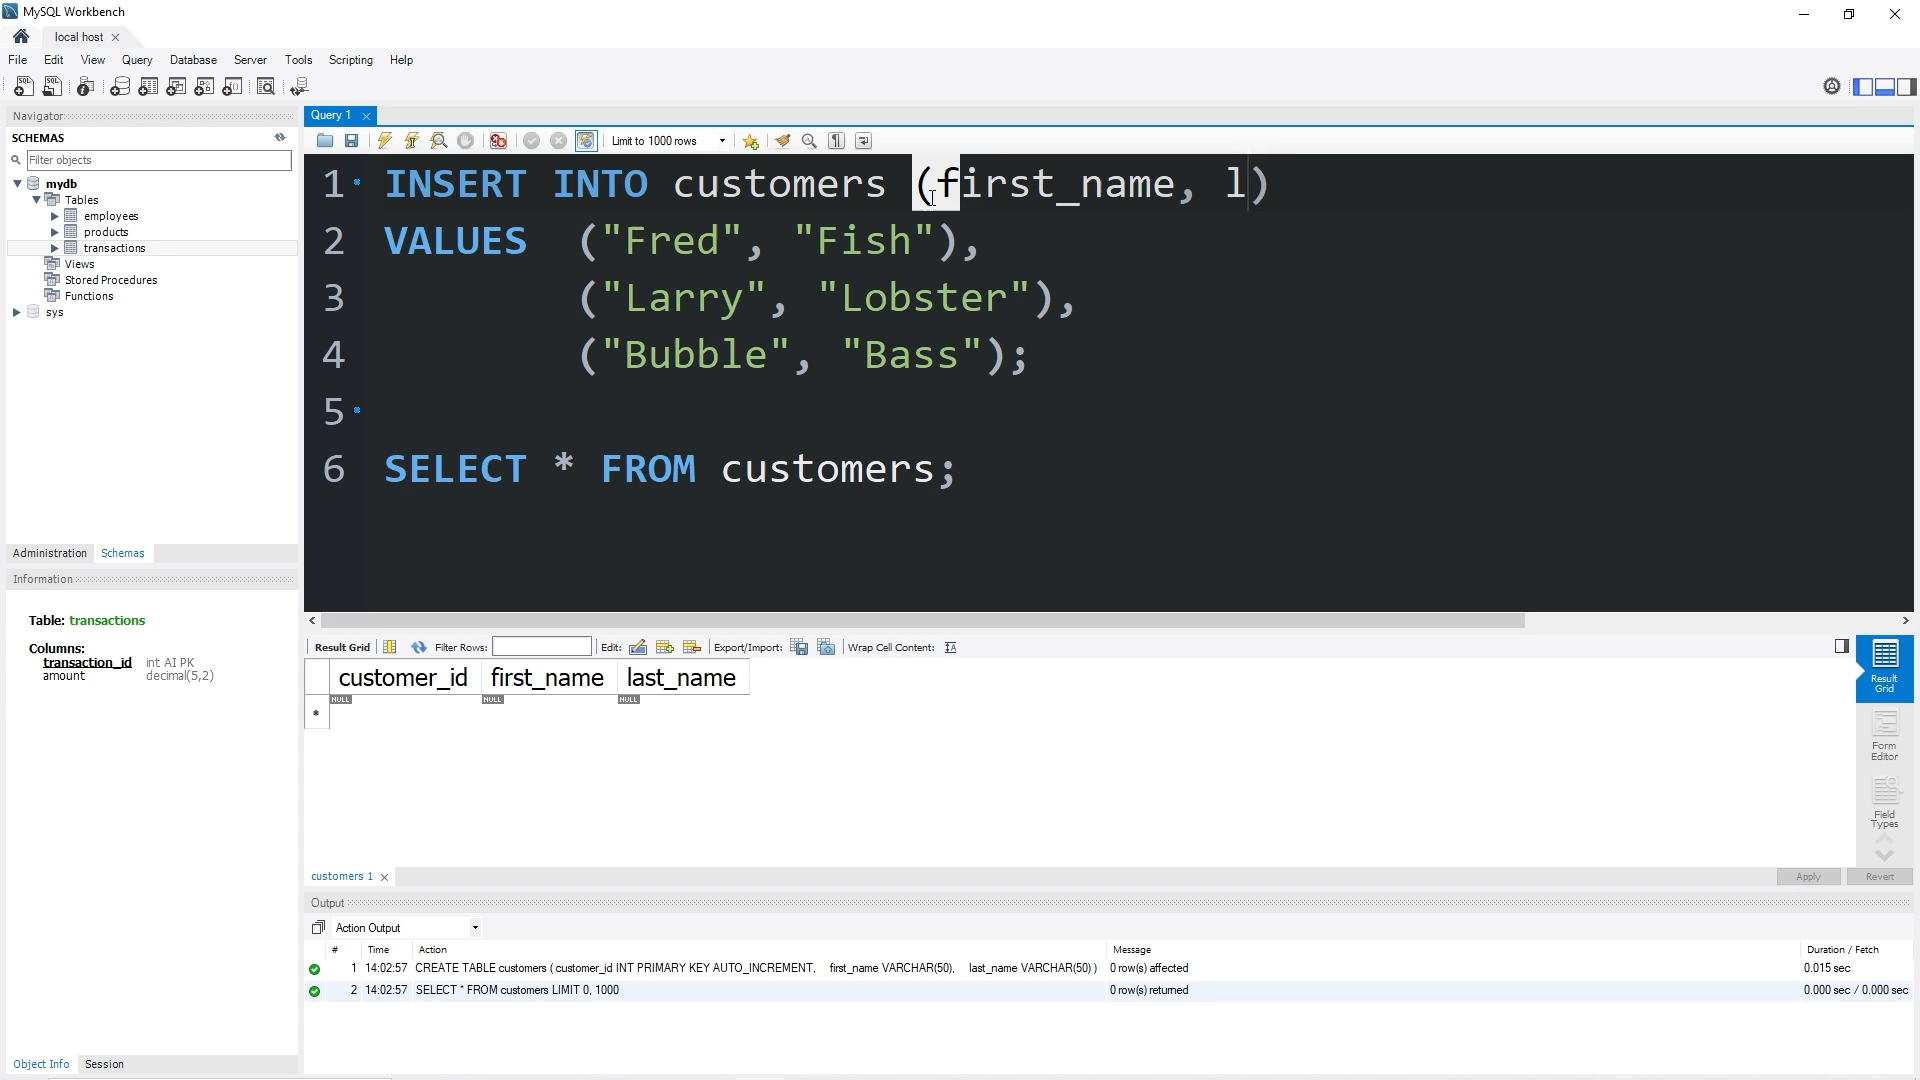 MySQL Workbench
local host
File Edit View Query Database Server Tools Scripting Help
Navigator
SCHEMAS
Filter objects
mydb
Tables
employees
products
transactions
Views
Stored Procedures
Functions
sys
Administration Schemas
Information
Table: transactions
Columns:
transaction_id int AI PK
amount decimal(5,2)
Object Info Session
Query 1
Limit to 1000 rows
1 INSERT INTO customers (first_name, l)
2 VALUES ("Fred", "Fish"),
3 ("Larry", "Lobster"),
4 ("Bubble", "Bass");
5
6 SELECT * FROM customers;
Result Grid Filter Rows: Edit: Export/Import: Wrap Cell Content:
customer_id first_name last_name
NULL NULL NULL
*
Result
Grid
Form
Editor
Field
Types
customers 1 Apply Revert
Output
Action Output
# Time Action Message Duration / Fetch
1 14:02:57 CREATE TABLE customers ( customer_id INT PRIMARY KEY AUTO_INCREMENT, first_name VARCHAR(50), last_name VARCHAR(50) ) 0 row(s) affected 0.015 sec
2 14:02:57 SELECT * FROM customers LIMIT 0, 1000 0 row(s) returned 0.000 sec / 0.000 sec